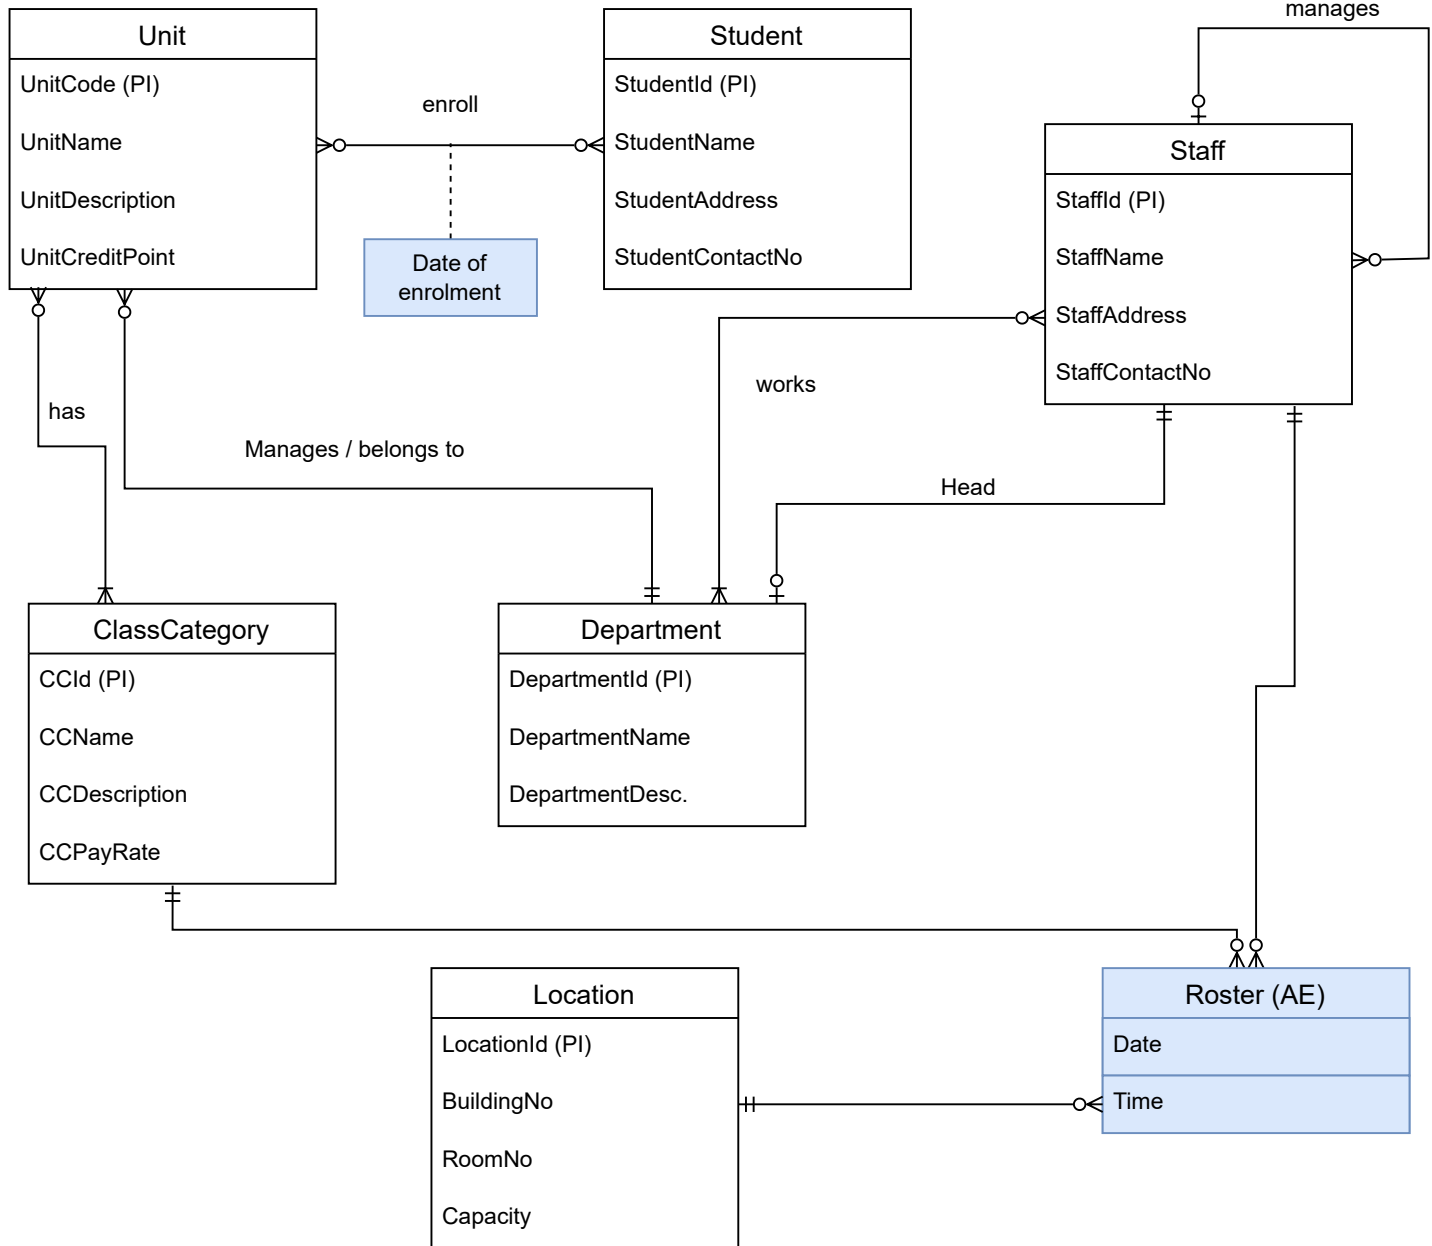 manages
Unit
UnitCode (PI)
UnitName
UnitDescription
UnitCreditPoint
enroll
Date of
enrolment
Student
StudentId (PI)
StudentName
StudentAddress
StudentContactNo
Staff
StaffId (PI)
StaffName
StaffAddress
StaffContactNo
has
Manages / belongs to
works
Head
ClassCategory
CCId (PI)
CCName
CCDescription
CCPayRate
Department
DepartmentId (PI)
DepartmentName
DepartmentDesc.
Location
LocationId (PI)
BuildingNo
RoomNo
Capacity
Roster (AE)
Date
Time